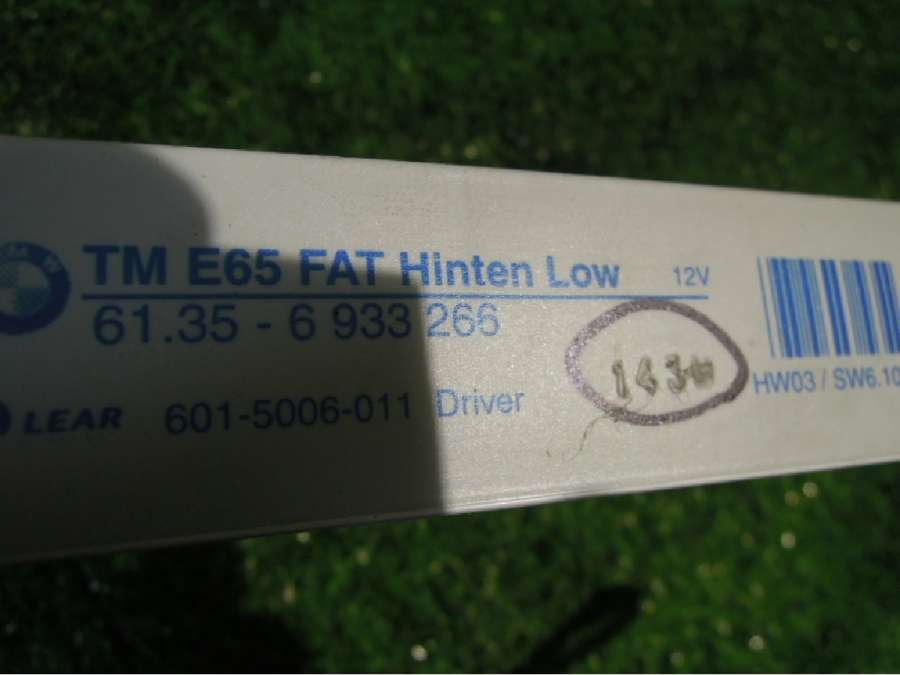 TM E65 FAT Hinten Low 12V
61.35 - 6 933 266
HW03 / SW6.10
LEAR 601-5006-011 Driver